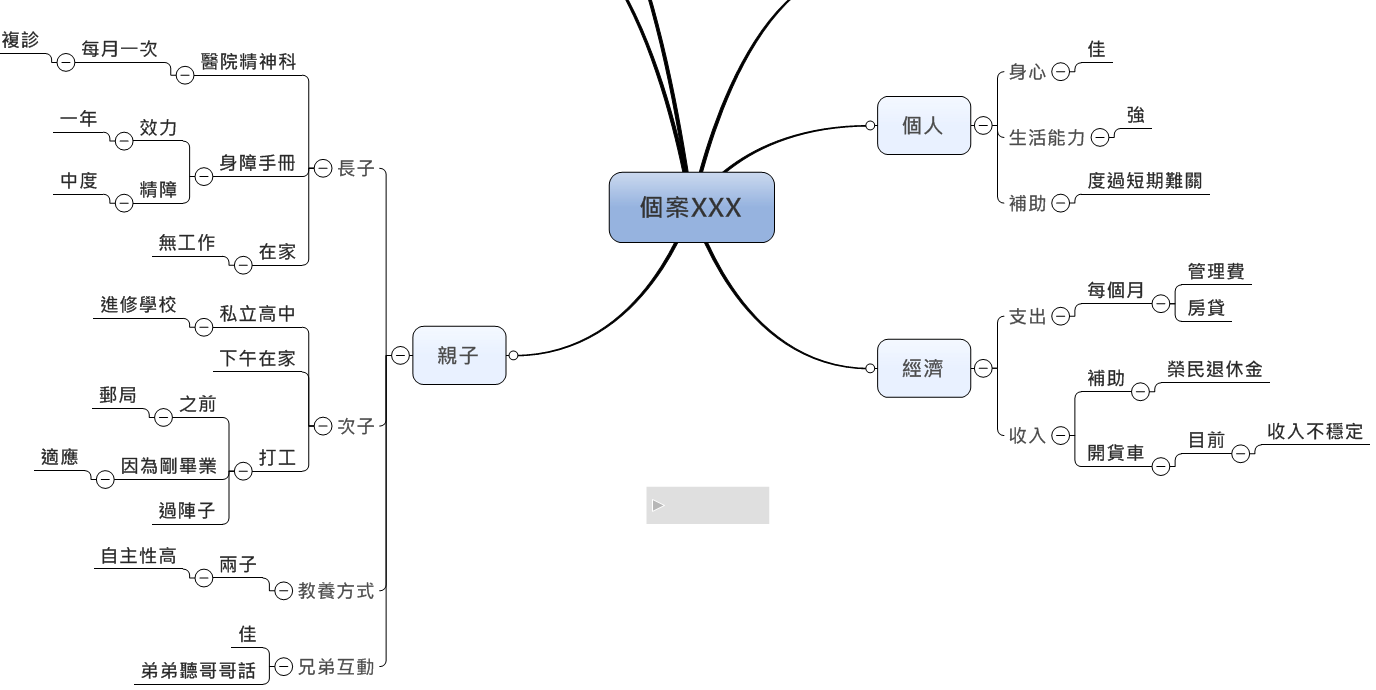 個案XXX
個人
身心
佳
生活能力
強
補助
度過短期難關
經濟
支出
每個月
管理費
房貸
收入
補助
榮民退休金
開貨車
目前
收入不穩定
親子
長子
醫院精神科
每月一次
複診
身障手冊
效力
一年
精障
中度
在家
無工作
次子
私立高中
進修學校
下午在家
打工
之前
郵局
因為剛畢業
適應
過陣子
教養方式
兩子
自主性高
兄弟互動
佳
弟弟聽哥哥話